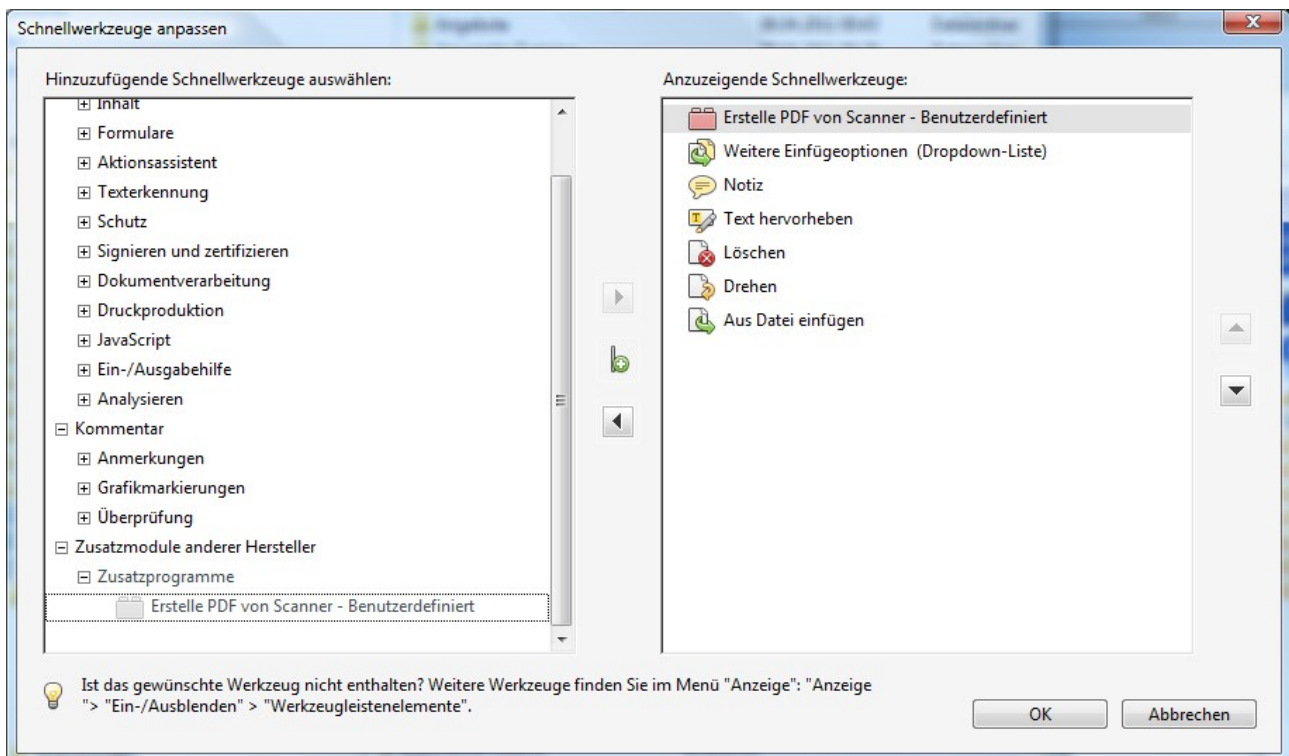 Schnellwerkzeuge anpassen
Hinzuzufügende Schnellwerkzeuge auswählen:
Inhalt
Formulare
Aktionsassistent
Texterkennung
Schutz
Signieren und zertifizieren
Dokumentverarbeitung
Druckproduktion
JavaScript
Ein-/Ausgabehilfe
Analysieren
Kommentar
Anmerkungen
Grafikmarkierungen
Überprüfung
Zusatzmodule anderer Hersteller
Zusatzprogramme
Erstelle PDF von Scanner - Benutzerdefiniert
Anzuzeigende Schnellwerkzeuge:
Erstelle PDF von Scanner - Benutzerdefiniert
Weitere Einfügeoptionen (Dropdown-Liste)
Notiz
Text hervorheben
Löschen
Drehen
Aus Datei einfügen
Ist das gewünschte Werkzeug nicht enthalten? Weitere Werkzeuge finden Sie im Menü "Anzeige": "Anzeige
"> "Ein-/Ausblenden" > "Werkzeugleistenelemente".
OK
Abbrechen